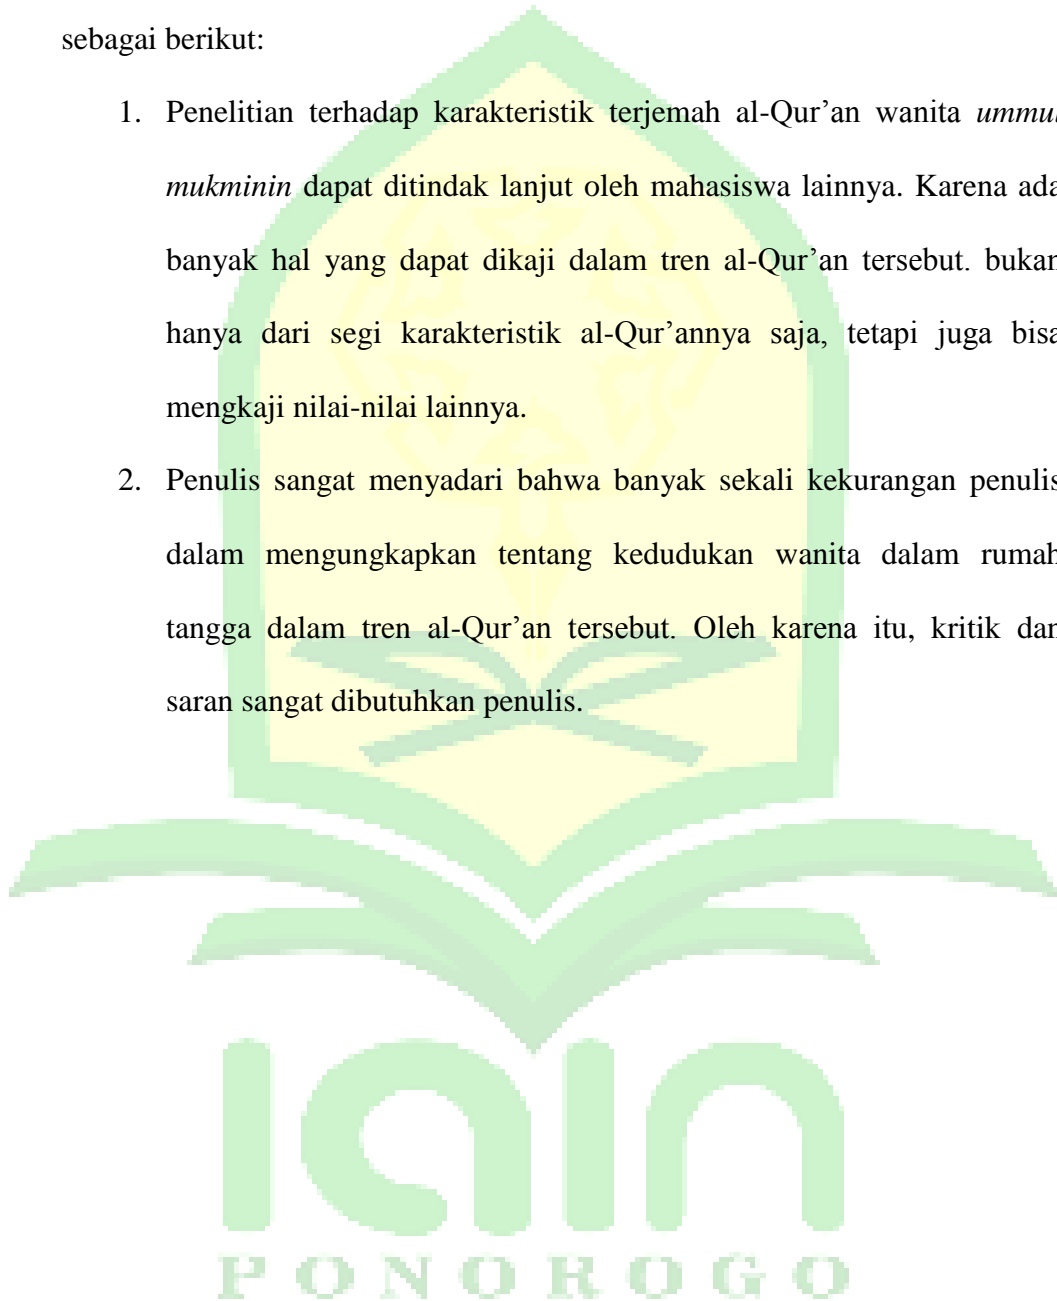 sebagai berikut:
1. Penelitian terhadap karakteristik terjemah al-Qur’an wanita ummul
mukminin dapat ditindak lanjut oleh mahasiswa lainnya. Karena ada
banyak hal yang dapat dikaji dalam tren al-Qur’an tersebut. bukan
hanya dari segi karakteristik al-Qur’annya saja, tetapi juga bisa
mengkaji nilai-nilai lainnya.
2. Penulis sangat menyadari bahwa banyak sekali kekurangan penulis
dalam mengungkapkan tentang kedudukan wanita dalam rumah
tangga dalam tren al-Qur’an tersebut. Oleh karena itu, kritik dan
saran sangat dibutuhkan penulis.
iain
PONOROGO